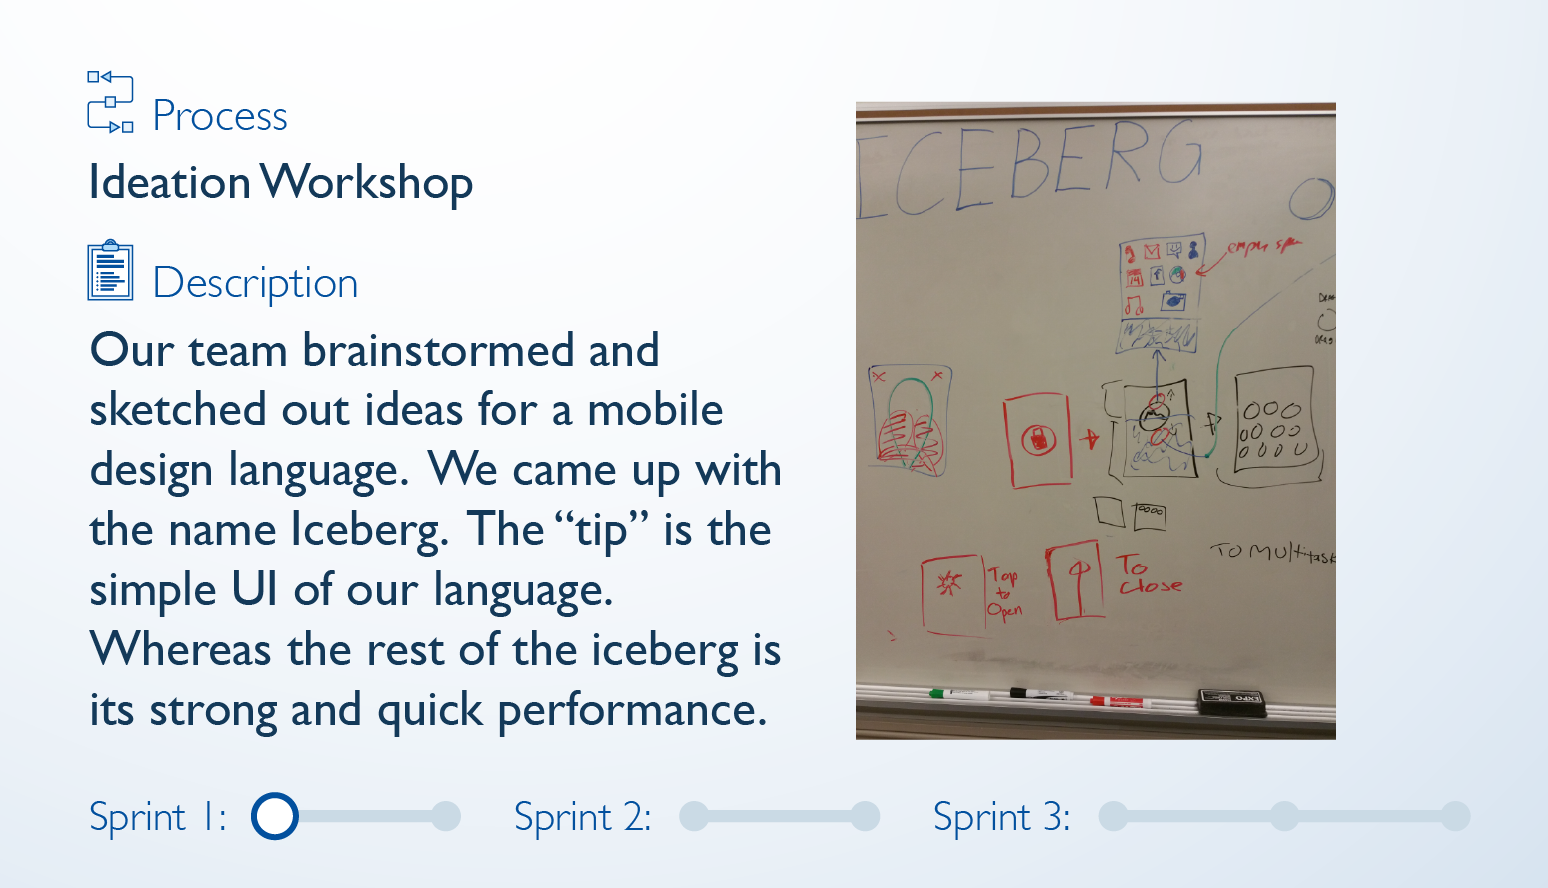 Process
Ideation Workshop
Description
Our team brainstormed and
sketched out ideas for a mobile
design language. We came up with
the name Iceberg. The “tip” is the
simple UI of our language.
Whereas the rest of the iceberg is
its strong and quick performance.
ICEBERG
14
f
Tap
to
Open
To
Close
To Multitask
EXPO
Sprint 1:
Sprint 2:
Sprint 3: